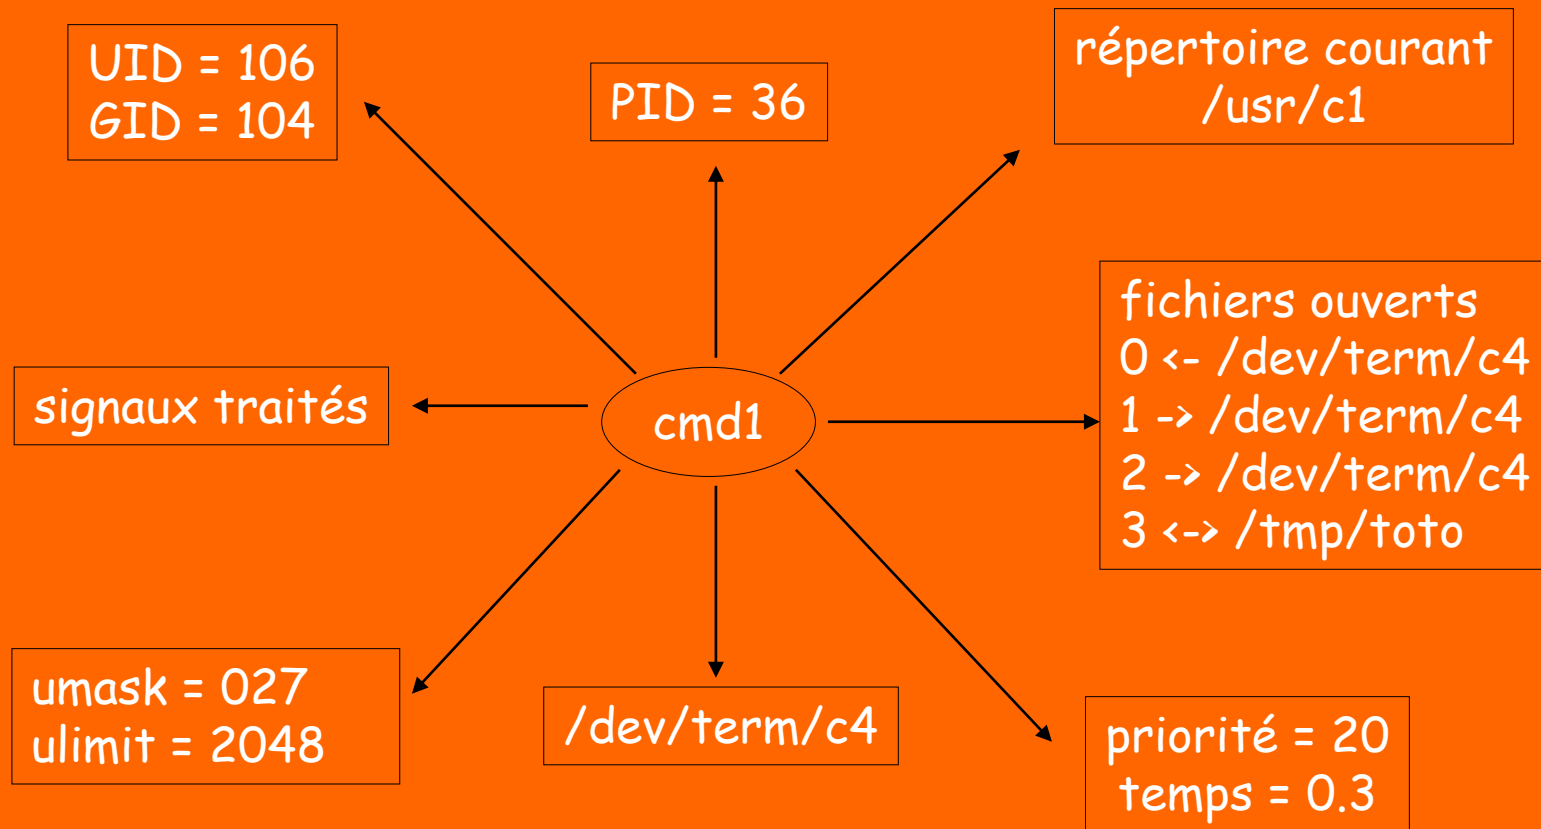 UID = 106
GID = 104
PID = 36
répertoire courant
/usr/c1
fichiers ouverts
0 <- /dev/term/c4
1 -> /dev/term/c4
2 -> /dev/term/c4
3 <-> /tmp/toto
signaux traités
cmd1
umask = 027
ulimit = 2048
/dev/term/c4
priorité = 20
temps = 0.3